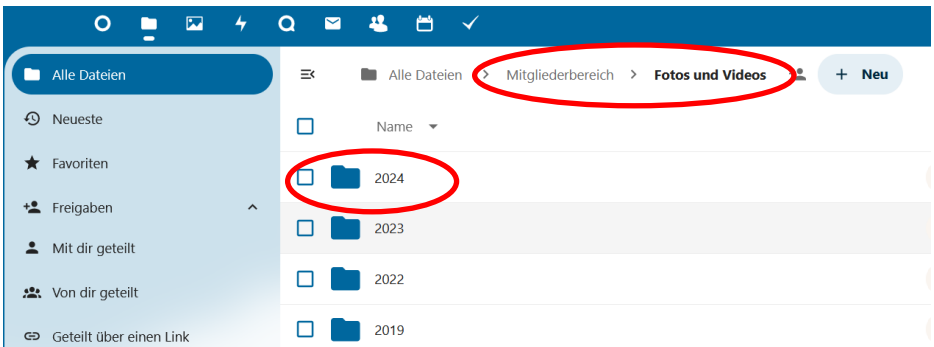 Alle Dateien
Alle Dateien > Mitgliederbereich > Fotos und Videos + Neu
Neueste
Name
Favoriten
2024
Freigaben
2023
Mit dir geteilt
Von dir geteilt
2022
Geteilt über einen Link
2019